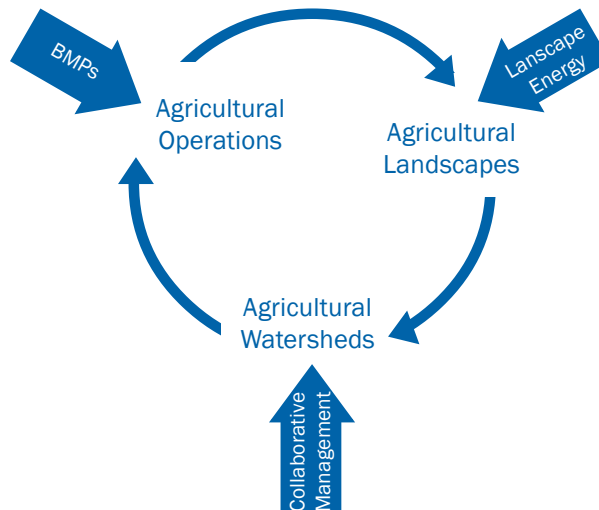 BMPs
Lanscape
Energy
Agricultural
Operations
Agricultural
Landscapes
Agricultural
Watersheds
Collaborative
Management